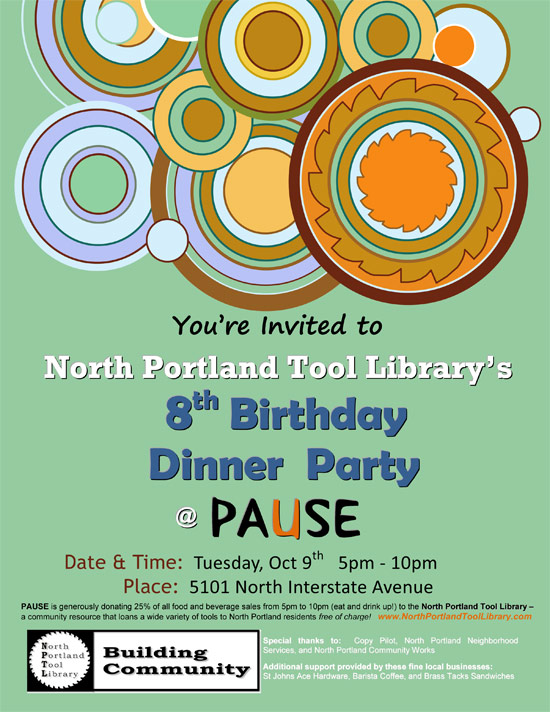 You're Invited to
North Portland Tool Library's
8th Birthday
Dinner Party
@ PAUSE
Date & Time: Tuesday, Oct 9th 5pm - 10pm
Place: 5101 North Interstate Avenue
PAUSE is generously donating 25% of all food and beverage sales from 5pm to 10pm (eat and drink up!) to the North Portland Tool Library –
a community resource that loans a wide variety of tools to North Portland residents free of charge! www.NorthPortlandToolLibrary.com
North
Portland
Tool
Library
Building
Community
Special thanks to: Copy Pilot, North Portland Neighborhood
Services, and North Portland Community Works
Additional support provided by these fine local businesses:
St Johns Ace Hardware, Barista Coffee, and Brass Tacks Sandwiches